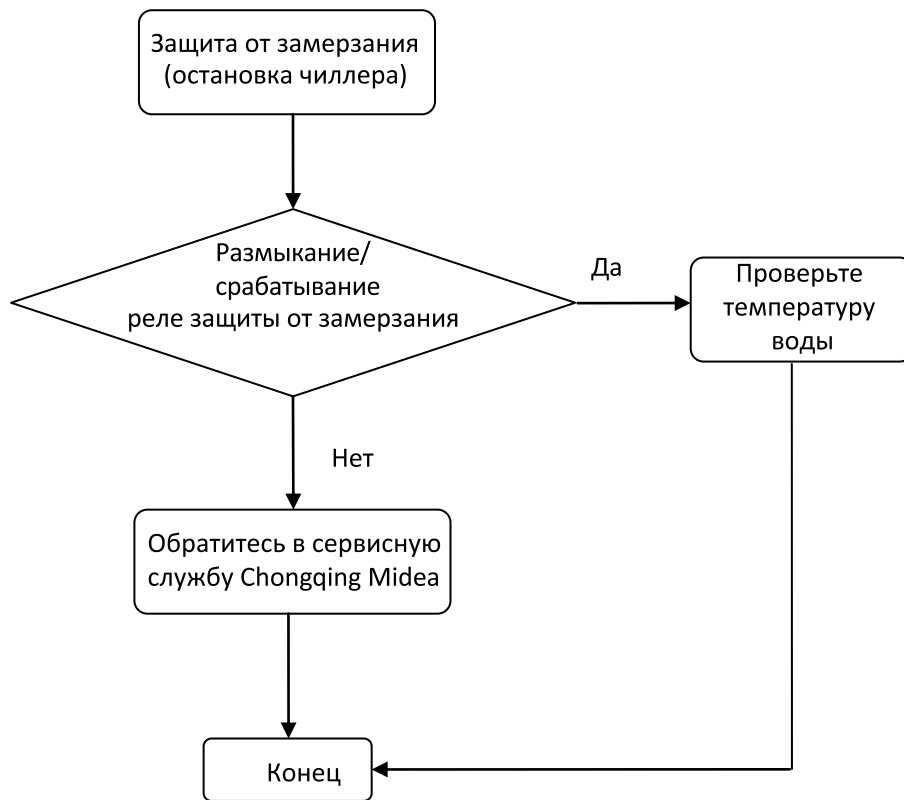 Защита от замерзания
(остановка чиллера)
Размыкание/
срабатывание
реле защиты от замерзания
Да
Проверьте
температуру
воды
Нет
Обратитесь в сервисную
службу Chongqing Midea
Конец